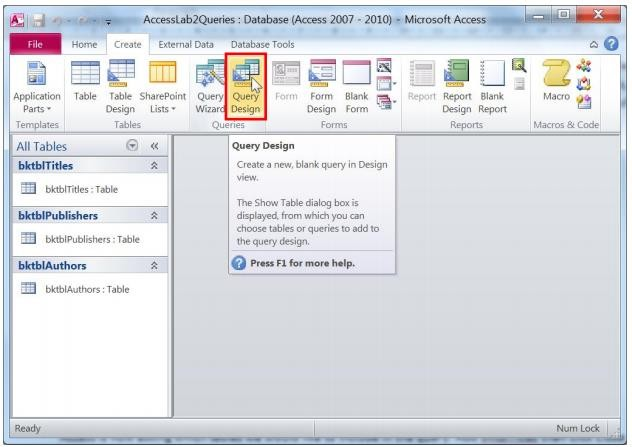 AccessLab2Queries : Database (Access 2007 - 2010) - Microsoft Access
File Home Create External Data Database Tools
Application Parts
Table
Table Design
SharePoint Lists
Query Wizard
Query Design
Form
Form Design
Blank Form
Report
Report Design
Blank Report
Macro
Templates Tables Queries Forms Reports Macros & Code
All Tables
bktblTitles
bktblTitles : Table
bktblPublishers
bktblPublishers : Table
bktblAuthors
bktblAuthors : Table
Query Design
Create a new, blank query in Design
view.
The Show Table dialog box is
displayed, from which you can
choose tables or queries to add to
the query design.
Press F1 for more help.
Ready Num Lock